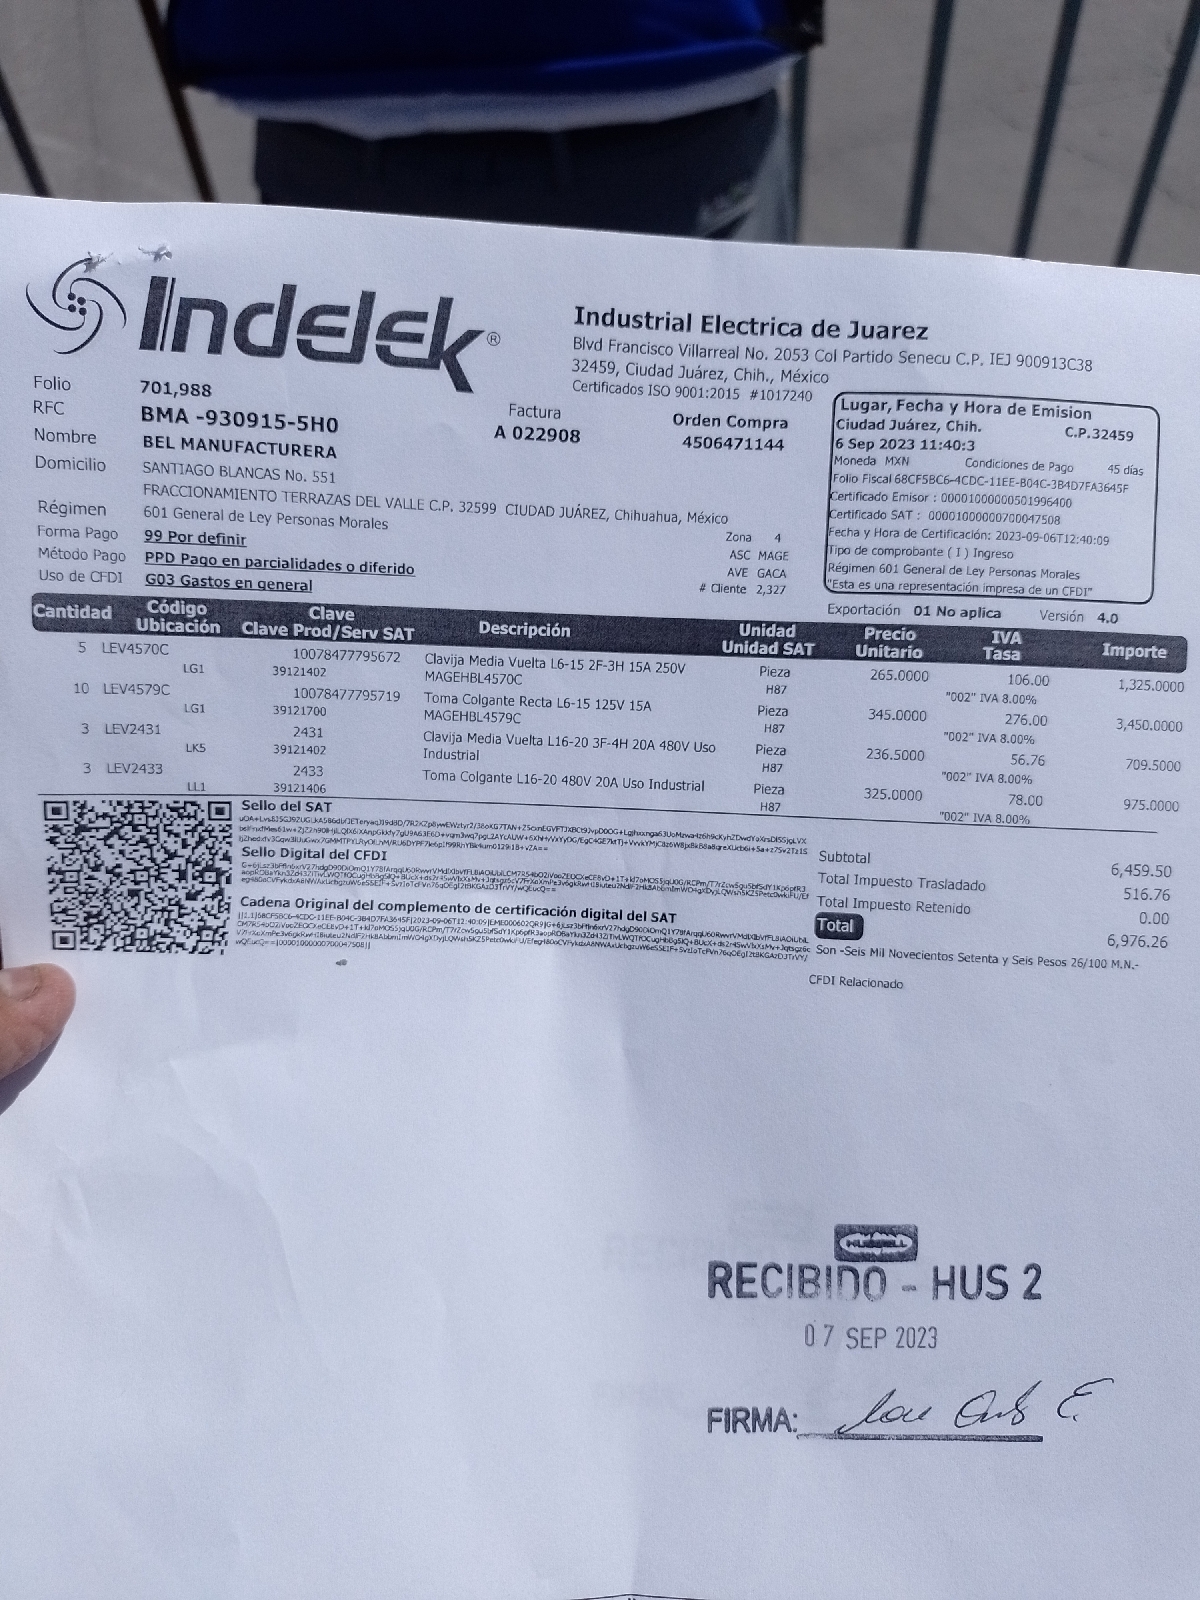 Indelek®
Industrial Electrica de Juarez
Blvd Francisco Villarreal No. 2053 Col Partido Senecu C.P. IEJ 900913C38
32459, Ciudad Juárez, Chih., México
Certificados ISO 9001:2015 #1017240
Folio 701,988
RFC BMA -930915-5H0
Nombre BEL MANUFACTURERA
Domicilio SANTIAGO BLANCAS No. 551
FRACCIONAMIENTO TERRAZAS DEL VALLE C.P. 32599 CIUDAD JUÁREZ, Chihuahua, México
Régimen 601 General de Ley Personas Morales
Forma Pago 99 Por definir
Método Pago PPD Pago en parcialidades o diferido
Uso de CFDI G03 Gastos en general
Factura
A 022908
Orden Compra
4506471144
Zona 4
ASC MAGE
AVE GACA
# Cliente 2,327
Lugar, Fecha y Hora de Emision
Ciudad Juárez, Chih. C.P.32459
6 Sep 2023 11:40:3
Moneda MXN Condiciones de Pago 45 días
Folio Fiscal 68CF5BC6-4CDC-11EE-B04C-3B4D7FA3645F
Certificado Emisor : 00001000000501996400
Certificado SAT : 00001000000700047508
Fecha y Hora de Certificación: 2023-09-06T12:40:09
Tipo de comprobante ( I ) Ingreso
Régimen 601 General de Ley Personas Morales
"Esta es una representación impresa de un CFDI"
Exportación 01 No aplica Versión 4.0
Cantidad Código Clave Descripción Unidad Precio IVA Importe
Ubicación Clave Prod/Serv SAT Unidad SAT Unitario Tasa
5 LEV4570C 10078477795672 Clavija Media Vuelta L6-15 2F-3H 15A 250V Pieza 265.0000 106.00 1,325.0000
LG1 39121402 MAGEHBL4570C H87 "002" IVA 8.00%
10 LEV4579C 10078477795719 Toma Colgante Recta L6-15 125V 15A Pieza 345.0000 276.00 3,450.0000
LG1 39121700 MAGEHBL4579C H87 "002" IVA 8.00%
3 LEV2431 2431 Clavija Media Vuelta L16-20 3F-4H 20A 480V Uso Pieza 236.5000 56.76 709.5000
LK5 39121402 Industrial H87 "002" IVA 8.00%
3 LEV2433 2433 Toma Colgante L16-20 480V 20A Uso Industrial Pieza 325.0000 78.00 975.0000
LL1 39121406 H87 "002" IVA 8.00%
Sello del SAT
Sello Digital del CFDI
Cadena Original del complemento de certificación digital del SAT
Subtotal 6,459.50
Total Impuesto Trasladado 516.76
Total Impuesto Retenido 0.00
Total 6,976.26
Son -Seis Mil Novecientos Setenta y Seis Pesos 26/100 M.N.-
CFDI Relacionado
RECIBIDO - HUS 2
07 SEP 2023
FIRMA: